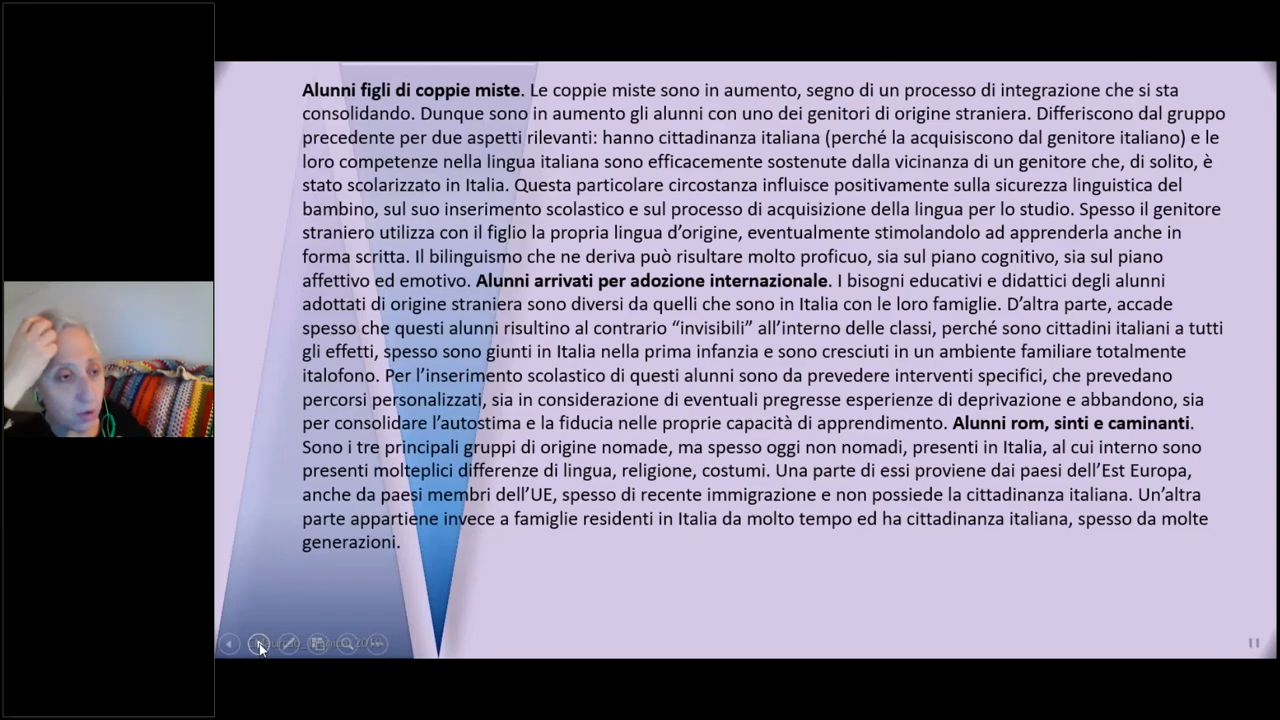 Alunni figli di coppie miste. Le coppie miste sono in aumento, segno di un processo di integrazione che si sta
consolidando. Dunque sono in aumento gli alunni con uno dei genitori di origine straniera. Differiscono dal gruppo
precedente per due aspetti rilevanti: hanno cittadinanza italiana (perché la acquisiscono dal genitore italiano) e le
loro competenze nella lingua italiana sono efficacemente sostenute dalla vicinanza di un genitore che, di solito, è
stato scolarizzato in Italia. Questa particolare circostanza influisce positivamente sulla sicurezza linguistica del
bambino, sul suo inserimento scolastico e sul processo di acquisizione della lingua per lo studio. Spesso il genitore
straniero utilizza con il figlio la propria lingua d’origine, eventualmente stimolandolo ad apprenderla anche in
forma scritta. Il bilinguismo che ne deriva può risultare molto proficuo, sia sul piano cognitivo, sia sul piano
affettivo ed emotivo. Alunni arrivati per adozione internazionale. I bisogni educativi e didattici degli alunni
adottati di origine straniera sono diversi da quelli che sono in Italia con le loro famiglie. D’altra parte, accade
spesso che questi alunni risultino al contrario “invisibili” all’interno delle classi, perché sono cittadini italiani a tutti
gli effetti, spesso sono giunti in Italia nella prima infanzia e sono cresciuti in un ambiente familiare totalmente
italofono. Per l’inserimento scolastico di questi alunni sono da prevedere interventi specifici, che prevedano
percorsi personalizzati, sia in considerazione di eventuali pregresse esperienze di deprivazione e abbandono, sia
per consolidare l’autostima e la fiducia nelle proprie capacità di apprendimento. Alunni rom, sinti e caminanti.
Sono i tre principali gruppi di origine nomade, ma spesso oggi non nomadi, presenti in Italia, al cui interno sono
presenti molteplici differenze di lingua, religione, costumi. Una parte di essi proviene dai paesi dell’Est Europa,
anche da paesi membri dell’UE, spesso di recente immigrazione e non possiede la cittadinanza italiana. Un’altra
parte appartiene invece a famiglie residenti in Italia da molto tempo ed ha cittadinanza italiana, spesso da molte
generazioni.
11